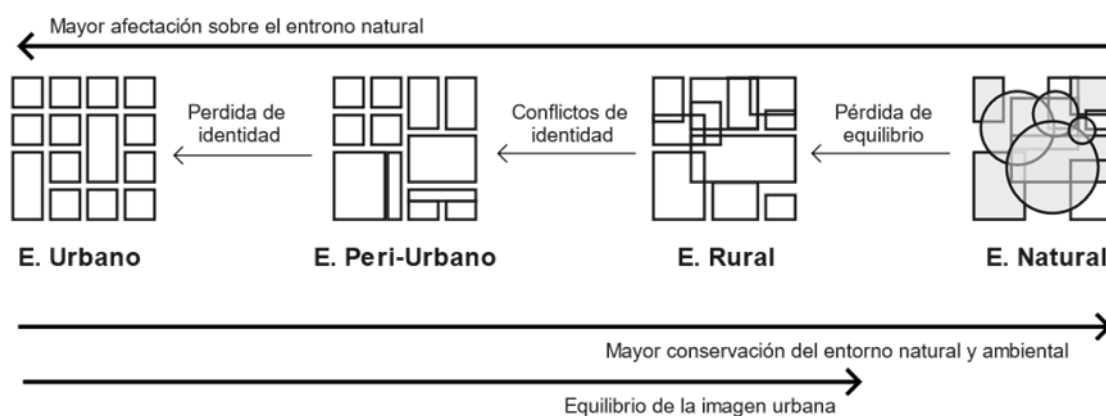 Mayor afectación sobre el entrono natural
Perdida de
identidad
Conflictos de
identidad
Pérdida de
equilibrio
E. Urbano
E. Peri-Urbano
E. Rural
E. Natural
Mayor conservación del entorno natural y ambiental
Equilibrio de la imagen urbana